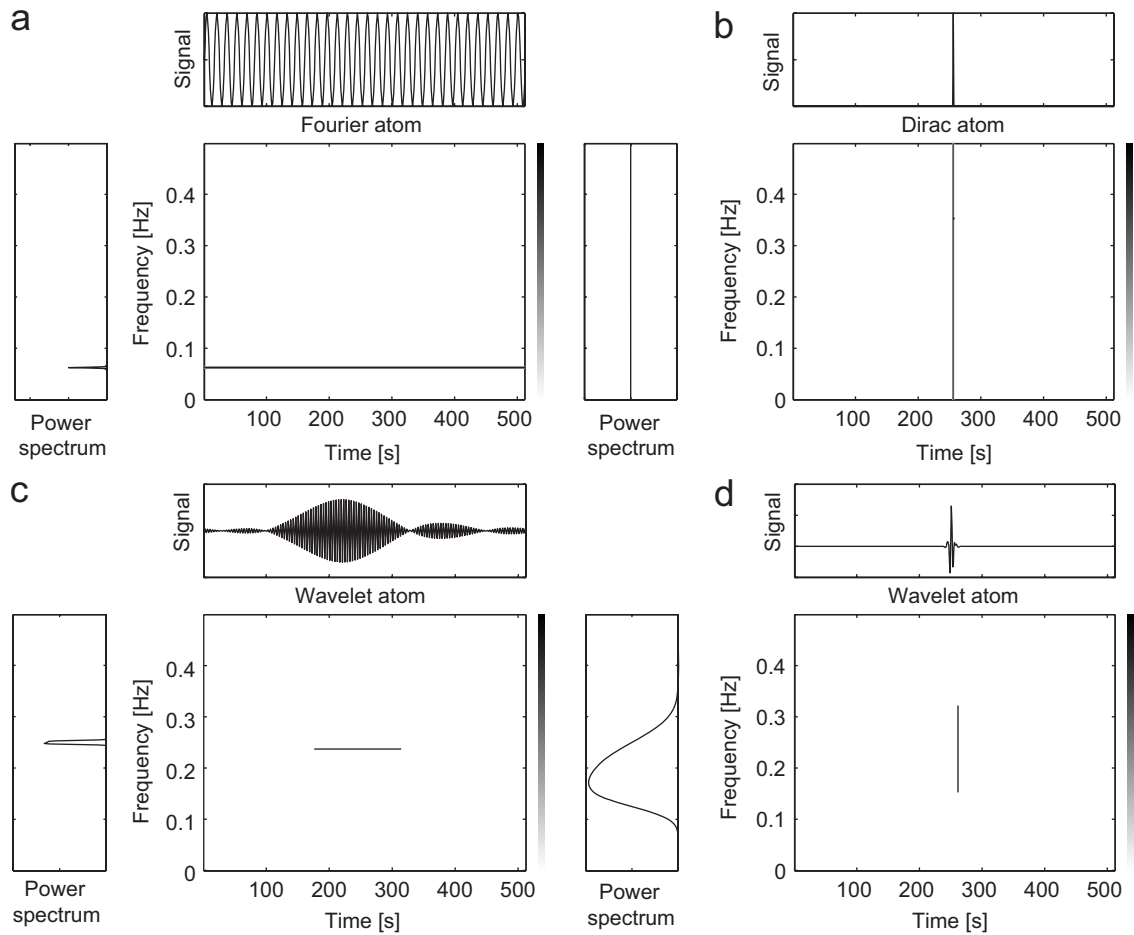 a
Signal
Fourier atom
Frequency [Hz]
0.4
0.3
0.2
0.1
0
100 200 300 400 500
Time [s]
Power
spectrum
b
Signal
Dirac atom
Frequency [Hz]
0.4
0.3
0.2
0.1
0
100 200 300 400 500
Time [s]
Power
spectrum
c
Signal
Wavelet atom
Frequency [Hz]
0.4
0.3
0.2
0.1
0
100 200 300 400 500
Time [s]
Power
spectrum
d
Signal
Wavelet atom
Frequency [Hz]
0.4
0.3
0.2
0.1
0
100 200 300 400 500
Time [s]
Power
spectrum